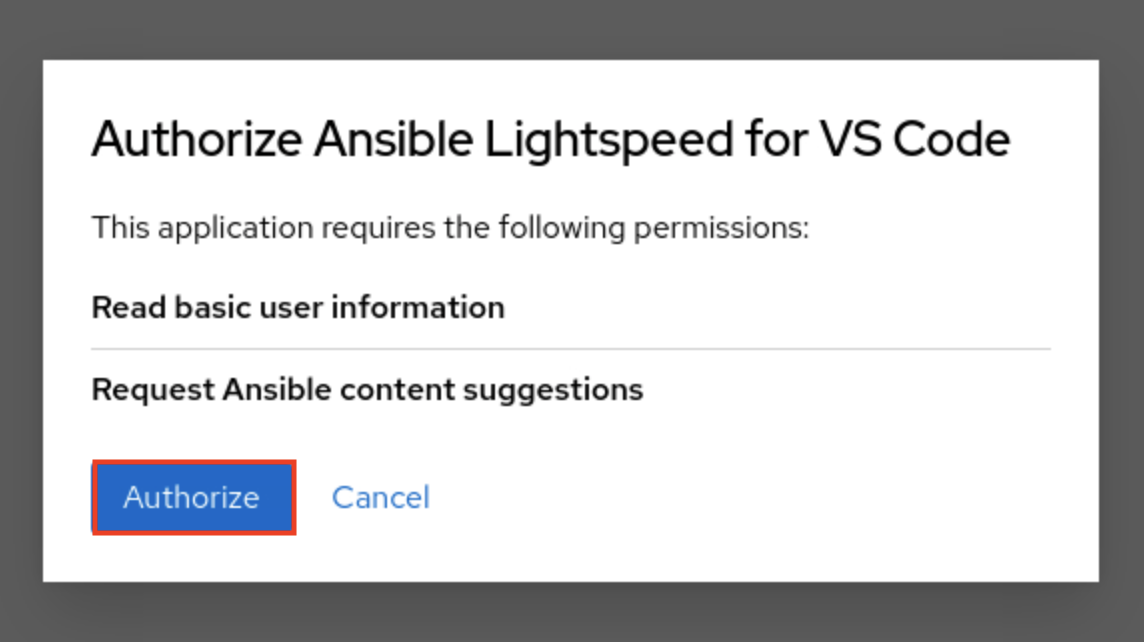 Authorize Ansible Lightspeed for VS Code
This application requires the following permissions:
Read basic user information
Request Ansible content suggestions
Authorize
Cancel